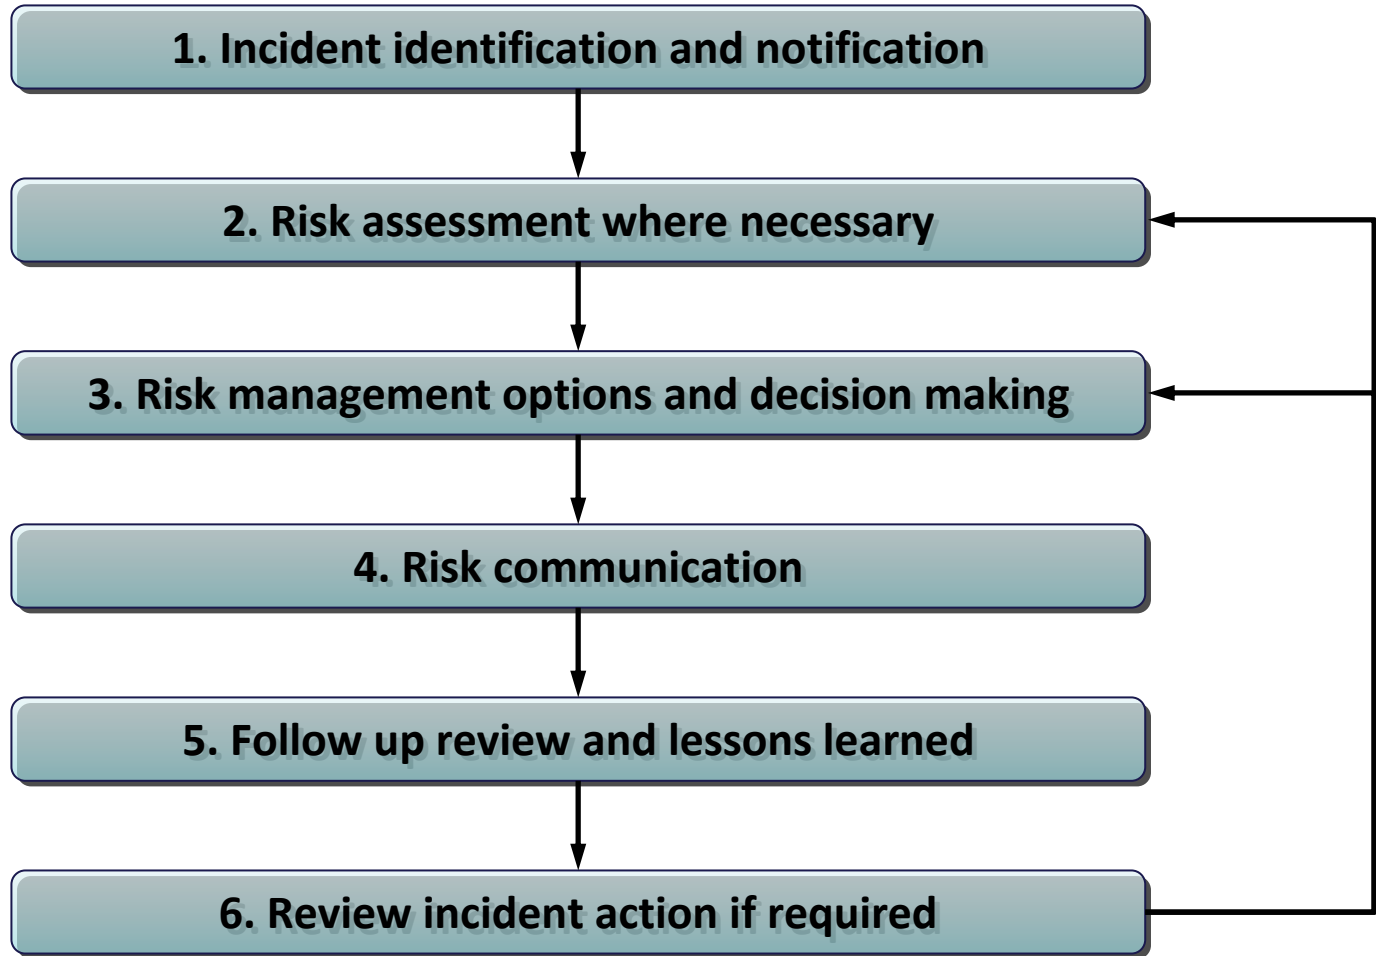 1. Incident identification and notification
2. Risk assessment where necessary
3. Risk management options and decision making
4. Risk communication
5. Follow up review and lessons learned
6. Review incident action if required